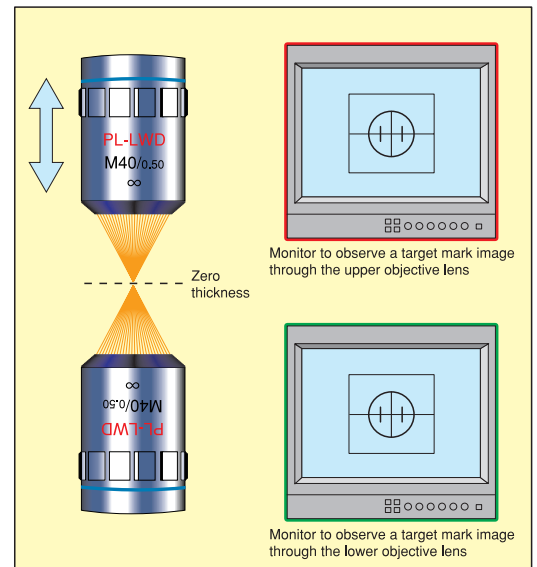 PL-LWD
M40/0.50
∞
Monitor to observe a target mark image
through the upper objective lens
Zero
thickness
∞
M40/0.50
PL-LWD
Monitor to observe a target mark image
through the lower objective lens